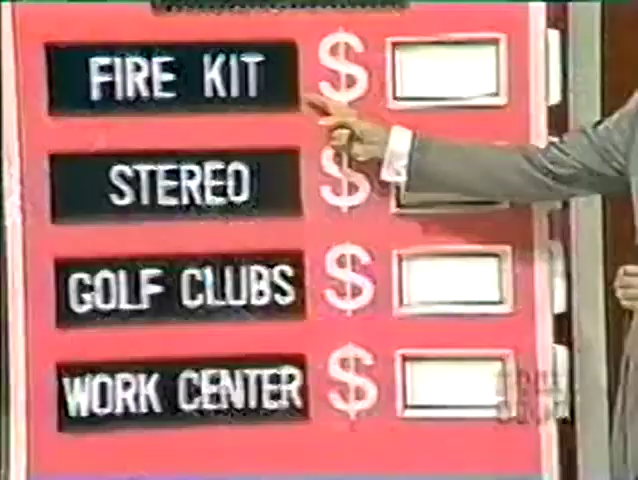 FIRE KIT $
STEREO $
GOLF CLUBS $
WORK CENTER $